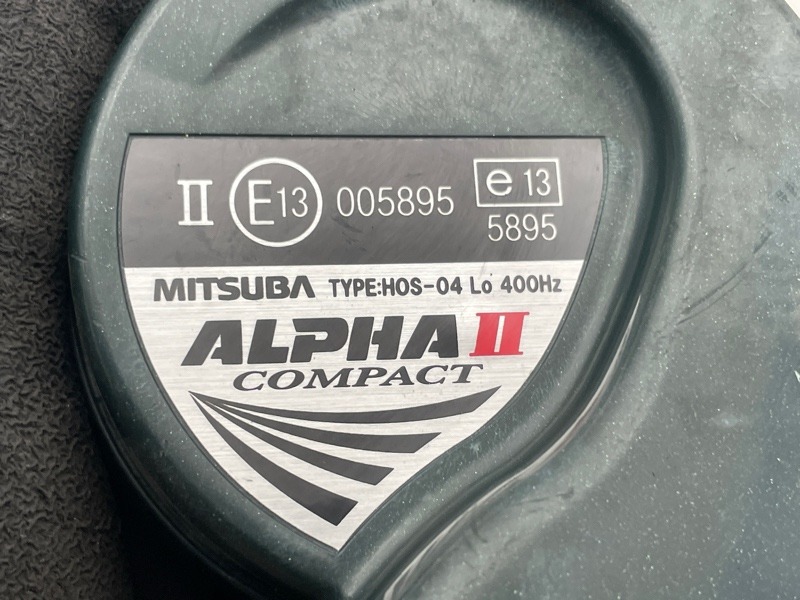 II E13 005895 e 13
5895
MITSUBA TYPE:HOS-04 Lo 400Hz
ALPHA II
COMPACT